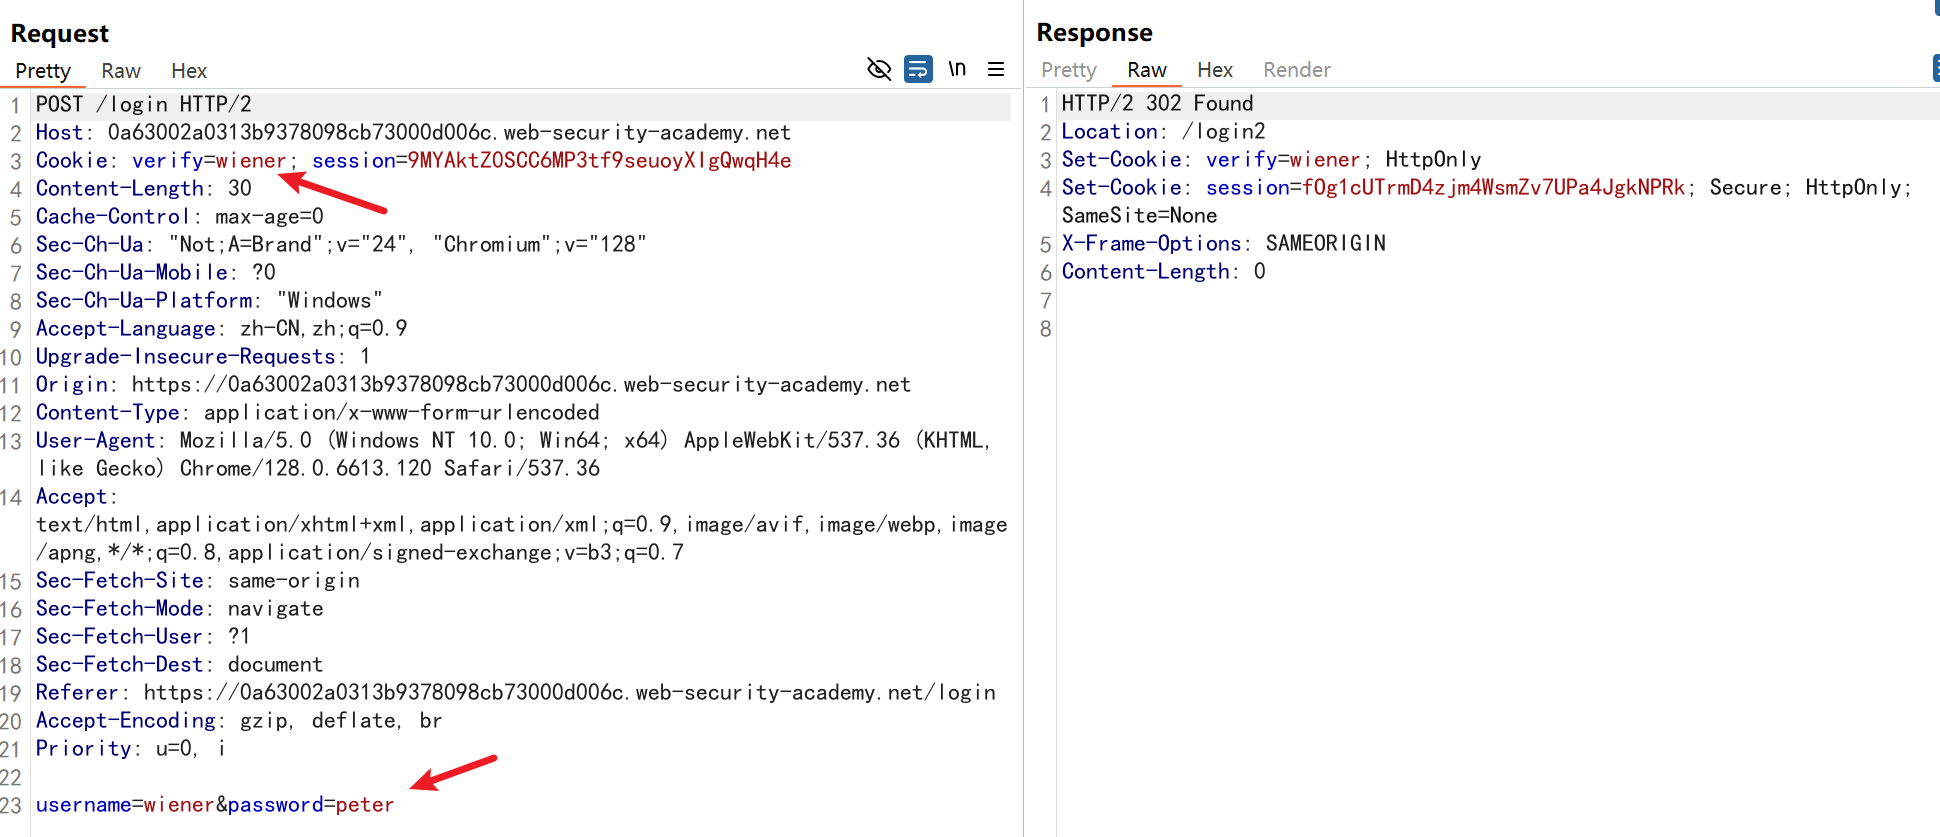 Request
Pretty Raw Hex
\n
1 POST /login HTTP/2
2 Host: 0a63002a0313b9378098cb73000d006c.web-security-academy.net
3 Cookie: verify=wiener; session=9MYAktZOSCC6MP3tf9seuoyXIgQwqH4e
4 Content-Length: 30
5 Cache-Control: max-age=0
6 Sec-Ch-Ua: "Not;A=Brand";v="24", "Chromium";v="128"
7 Sec-Ch-Ua-Mobile: ?0
8 Sec-Ch-Ua-Platform: "Windows"
9 Accept-Language: zh-CN,zh;q=0.9
10 Upgrade-Insecure-Requests: 1
11 Origin: https://0a63002a0313b9378098cb73000d006c.web-security-academy.net
12 Content-Type: application/x-www-form-urlencoded
13 User-Agent: Mozilla/5.0 (Windows NT 10.0; Win64; x64) AppleWebKit/537.36 (KHTML,
like Gecko) Chrome/128.0.6613.120 Safari/537.36
14 Accept:
text/html,application/xhtml+xml,application/xml;q=0.9,image/avif,image/webp,image
/apng,*/*;q=0.8,application/signed-exchange;v=b3;q=0.7
15 Sec-Fetch-Site: same-origin
16 Sec-Fetch-Mode: navigate
17 Sec-Fetch-User: ?1
18 Sec-Fetch-Dest: document
19 Referer: https://0a63002a0313b9378098cb73000d006c.web-security-academy.net/login
20 Accept-Encoding: gzip, deflate, br
21 Priority: u=0, i
22
23 username=wiener&password=peter
Response
Pretty Raw Hex Render
1 HTTP/2 302 Found
2 Location: /login2
3 Set-Cookie: verify=wiener; HttpOnly
4 Set-Cookie: session=fOg1cUTrmD4zjm4WsmZv7UPa4JgkNPRk; Secure; HttpOnly;
SameSite=None
5 X-Frame-Options: SAMEORIGIN
6 Content-Length: 0
7
8